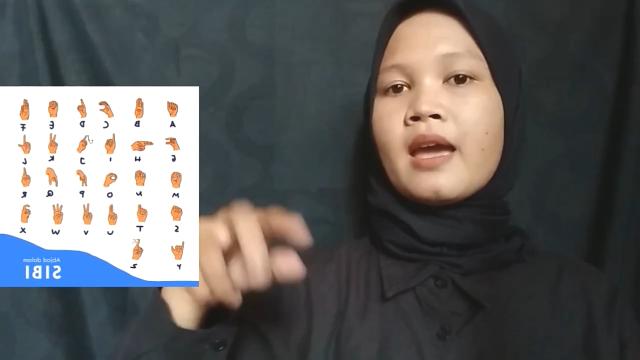 A B C D E F
G H I J K L
M N O P Q R
S T U V W X
Y Z
Abjad dalam
SIBI